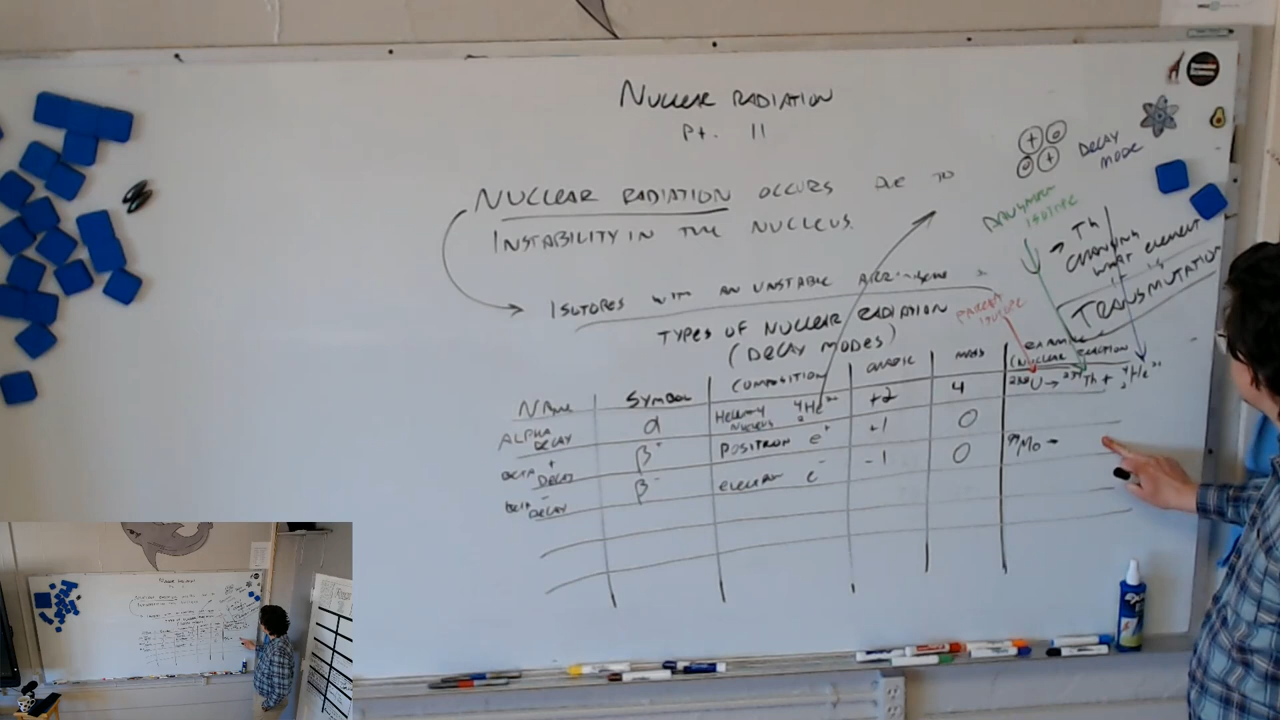 NUCLEAR RADIATION
Pt. II
NUCLEAR RADIATION OCCURS DUE TO
INSTABILITY IN THE NUCLEUS.
ISOTOPES WITH AN UNSTABLE
TYPES OF NUCLEAR RADIATION
(DECAY MODES)
DECAY
MODE
DAUGHTER
ISOTOPE
→ Th
CHANGING
WHAT ELEMENT
IT IS
TRANSMUTATION
PARENT
ISOTOPE
NAME SYMBOL COMPOSITION CHARGE MASS EXAMPLE
(NUCLEAR REACTION
ALPHA DECAY α HELIUM NUCLEUS ⁴₂He²⁺ +2 4 ²³⁸U → ²³⁴Th + ⁴₂He²⁺
BETA + DECAY β⁺ POSITRON e⁺ +1 0
BETA - DECAY β⁻ ELECTRON e⁻ -1 0 ⁹⁹Mo →